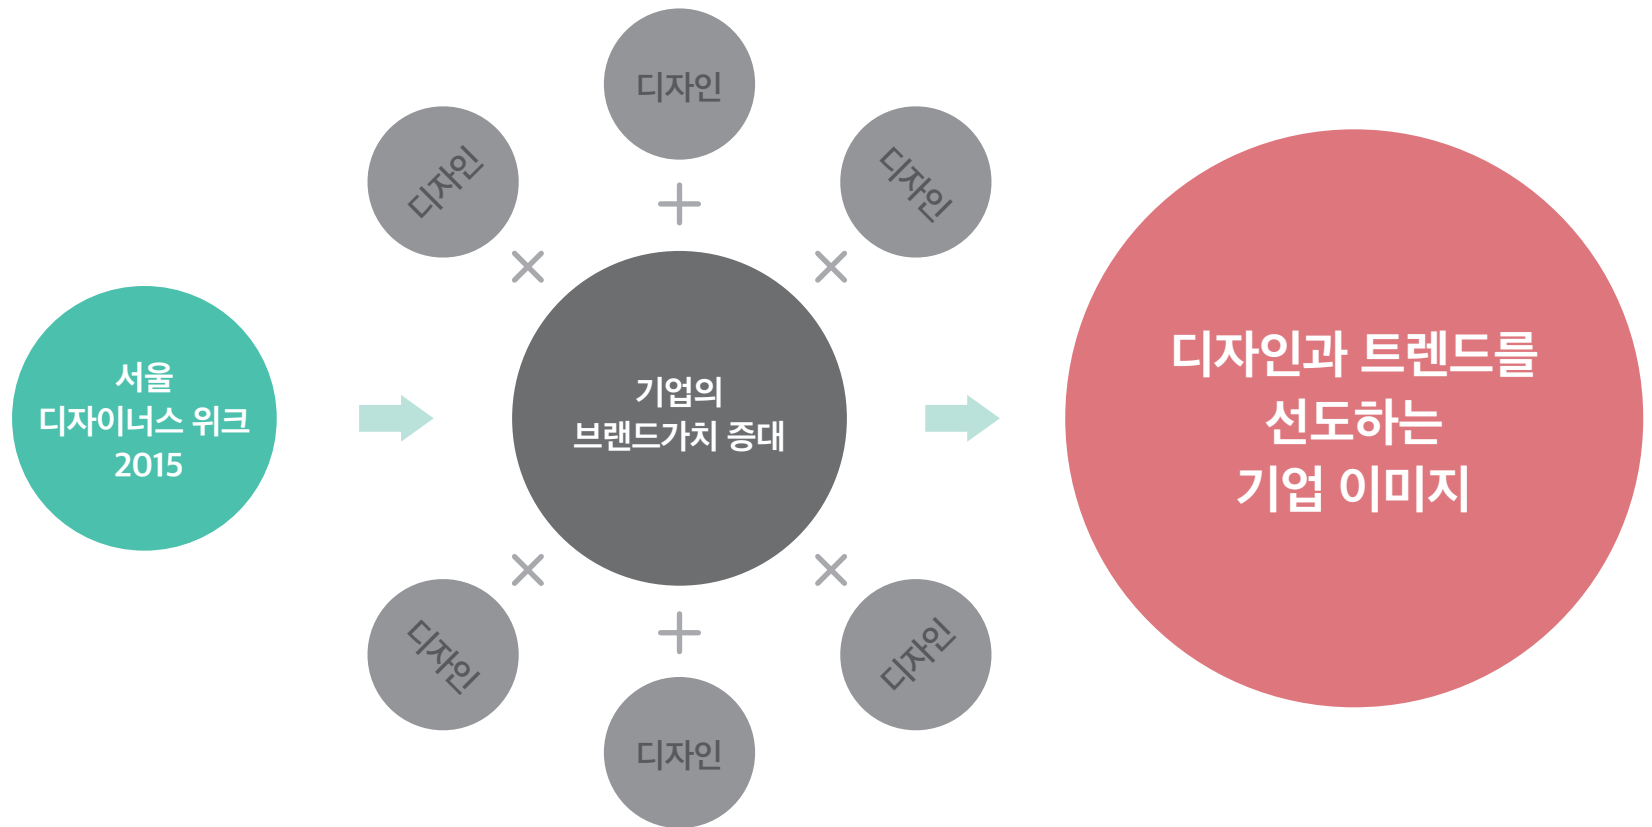 디자인
디자인
디자인
서울
디자이너스 위크
2015
기업의
브랜드가치 증대
디자인과 트렌드를
선도하는
기업 이미지
디자인
디자인
디자인